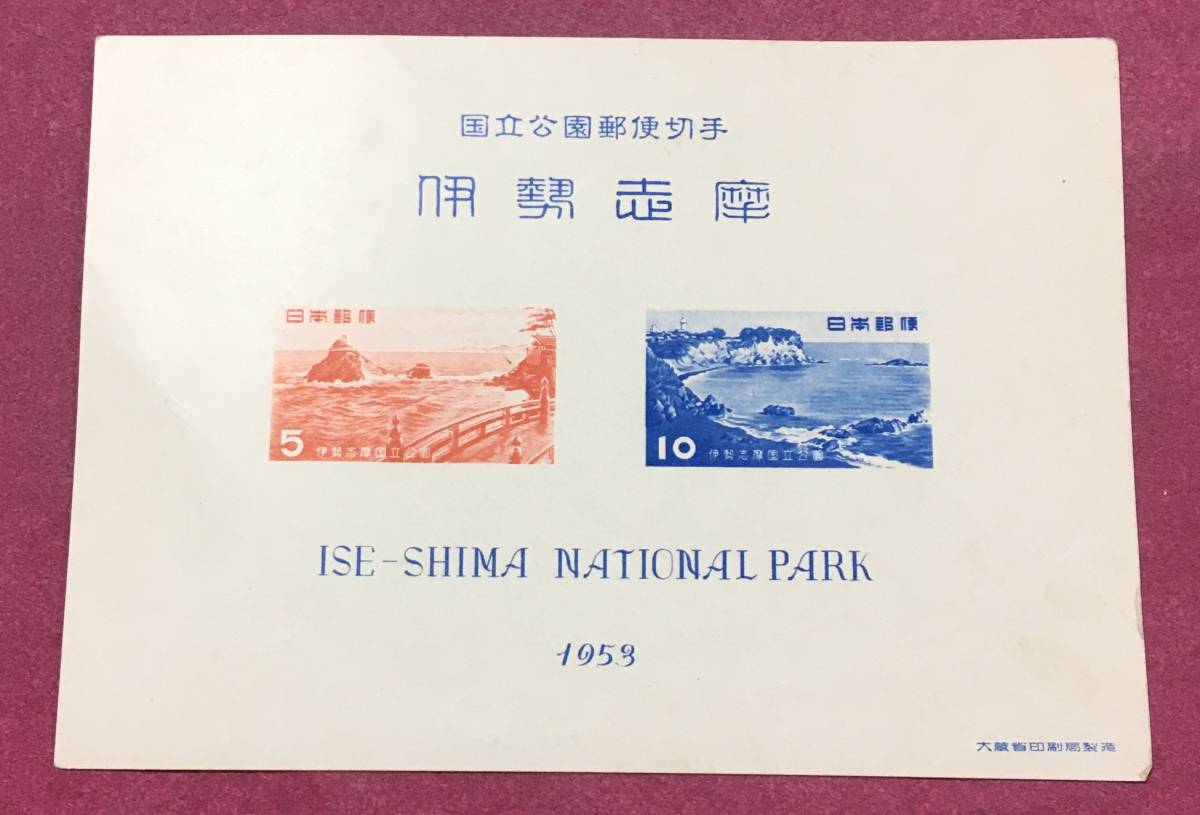 国立公園郵便切手
伊勢志摩
日本郵便
5 伊勢志摩国立公園
日本郵便
10 伊勢志摩国立公園
ISE-SHIMA NATIONAL PARK
1953
大蔵省印刷局製造